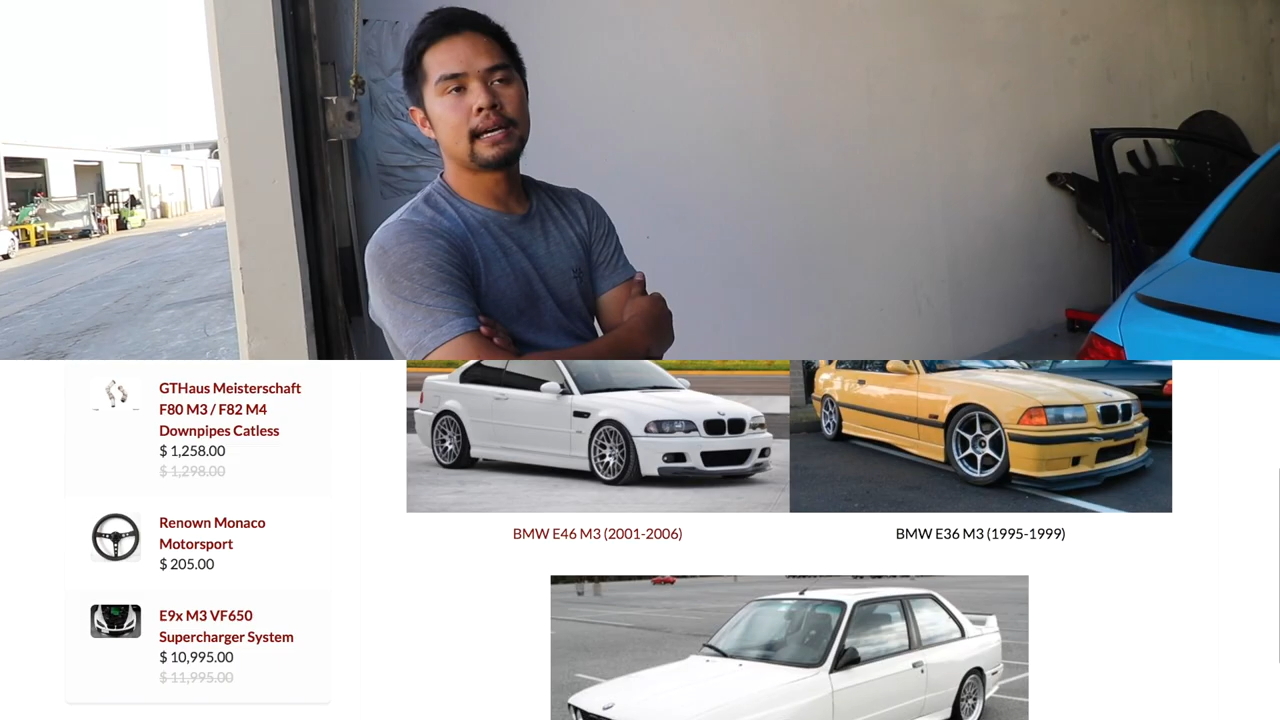 GTHaus Meisterschaft
F80 M3 / F82 M4
Downpipes Catless
$ 1,258.00
$ 1,298.00
Renown Monaco
Motorsport
$ 205.00
E9x M3 VF650
Supercharger System
$ 10,995.00
$ 11,995.00
BMW E46 M3 (2001-2006)
BMW E36 M3 (1995-1999)